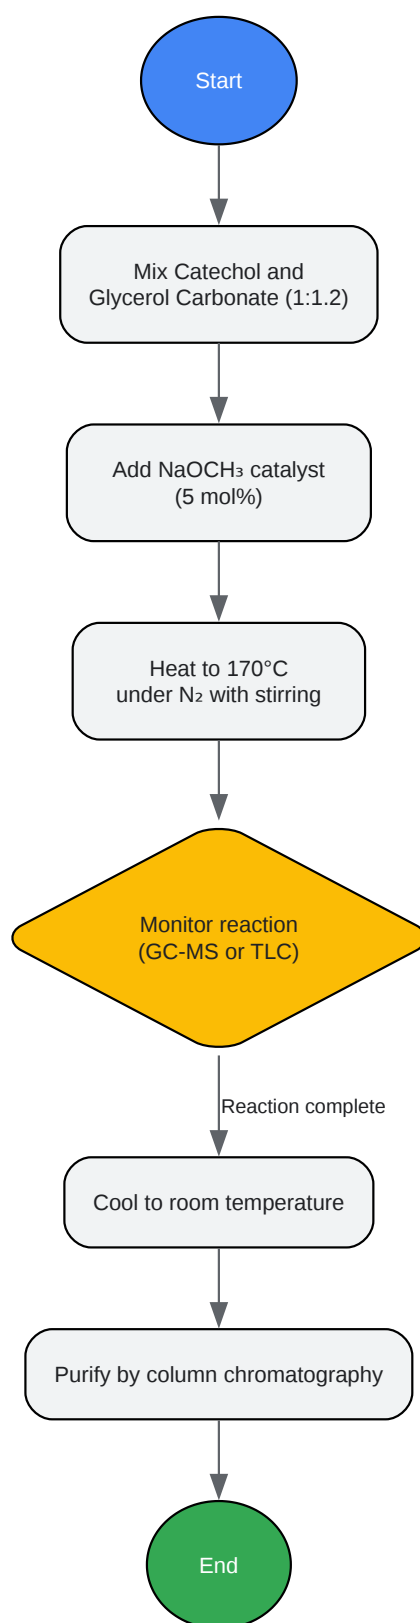 Start
Mix Catechol and
Glycerol Carbonate (1:1.2)
Add NaOCH₃ catalyst
(5 mol%)
Heat to 170°C
under N₂ with stirring
Monitor reaction
(GC-MS or TLC)
Reaction complete
Cool to room temperature
Purify by column chromatography
End